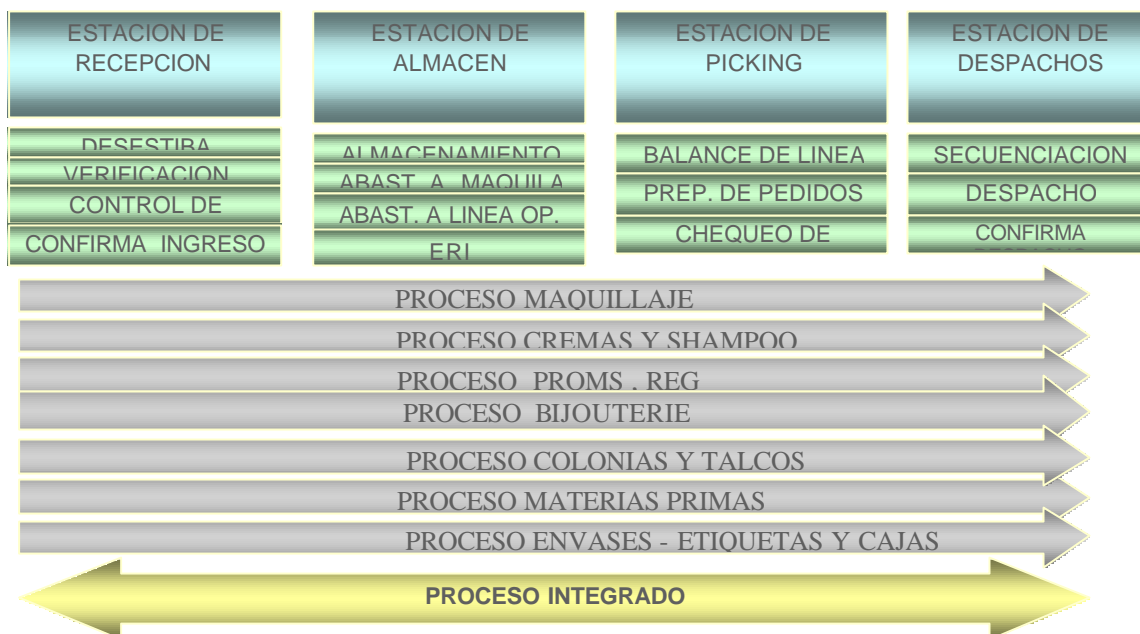 ESTACION DE
RECEPCION
ESTACION DE
ALMACEN
ESTACION DE
PICKING
ESTACION DE
DESPACHOS
DESESTIBA
VERIFICACION
CONTROL DE
CONFIRMA INGRESO
ALMACENAMIENTO
ABAST. A MAQUILA
ABAST. A LINEA OP.
ERI
BALANCE DE LINEA
PREP. DE PEDIDOS
CHEQUEO DE
SECUENCIACION
DESPACHO
CONFIRMA
DESPACHO
PROCESO MAQUILLAJE
PROCESO CREMAS Y SHAMPOO
PROCESO PROMS . REG
PROCESO BIJOUTERIE
PROCESO COLONIAS Y TALCOS
PROCESO MATERIAS PRIMAS
PROCESO ENVASES - ETIQUETAS Y CAJAS
PROCESO INTEGRADO